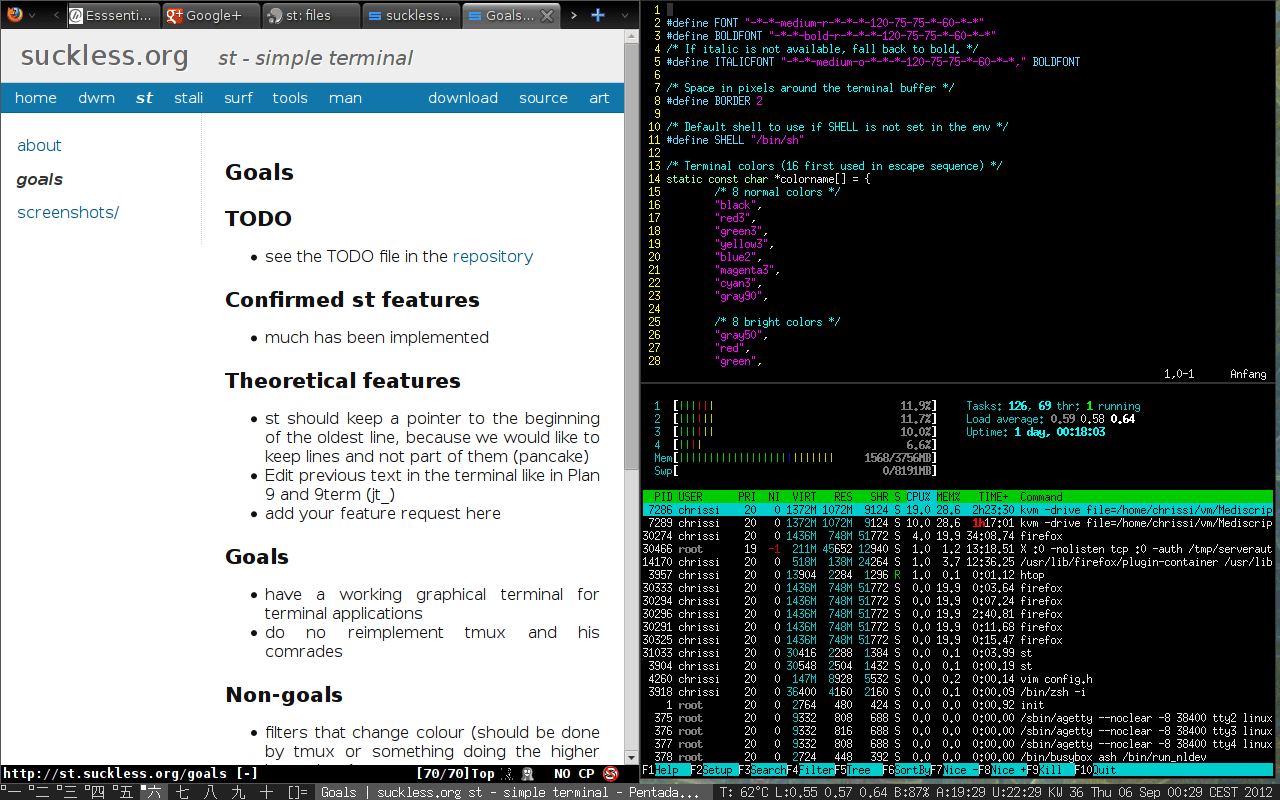 Esssenti...
Google+
st: files
suckless...
Goals...
suckless.org
st - simple terminal
home dwm st stali surf tools man download source art
about
goals
screenshots/
Goals
TODO
• see the TODO file in the repository
Confirmed st features
• much has been implemented
Theoretical features
• st should keep a pointer to the beginning
of the oldest line, because we would like to
keep lines and not part of them (pancake)
• Edit previous text in the terminal like in Plan
9 and 9term (jt_)
• add your feature request here
Goals
• have a working graphical terminal for
terminal applications
• do no reimplement tmux and his
comrades
Non-goals
• filters that change colour (should be done
by tmux or something doing the higher
http://st.suckless.org/goals [-] [70/70]Top NO CP
1
2 #define FONT "-*-*-medium-r-*-*-*-120-75-75-*-60-*-*"
3 #define BOLDFONT "-*-*-bold-r-*-*-*-120-75-75-*-60-*-*"
4 /* If italic is not available, fall back to bold. */
5 #define ITALICFONT "-*-*-medium-o-*-*-*-120-75-75-*-60-*-*," BOLDFONT
6
7 /* Space in pixels around the terminal buffer */
8 #define BORDER 2
9
10 /* Default shell to use if SHELL is not set in the env */
11 #define SHELL "/bin/sh"
12
13 /* Terminal colors (16 first used in escape sequence) */
14 static const char *colorname[] = {
15 /* 8 normal colors */
16 "black",
17 "red3",
18 "green3",
19 "yellow3",
20 "blue2",
21 "magenta3",
22 "cyan3",
23 "gray90",
24
25 /* 8 bright colors */
26 "gray50",
27 "red",
28 "green",
1,0-1 Anfang
1 [|||||| 11.9%] Tasks: 126, 69 thr; 1 running
2 [|||||| 11.7%] Load average: 0.59 0.58 0.64
3 [|||||| 10.0%] Uptime: 1 day, 00:18:03
4 [|||| 6.6%]
Mem[||||||||||||||||||||||||||| 1568/3756MB]
Swp[ 0/8191MB]
PID USER PRI NI VIRT RES SHR S CPU% MEM% TIME+ Command
7286 chrissi 20 0 1372M 1072M 9124 S 19.0 28.6 2h23:30 kvm -drive file=/home/chrissi/vm/Mediscrip
7289 chrissi 20 0 1372M 1072M 9124 S 10.0 28.6 1h17:01 kvm -drive file=/home/chrissi/vm/Mediscrip
30274 chrissi 20 0 1436M 748M 51772 S 4.0 19.9 34:08.74 firefox
30466 root 19 -1 211M 45652 12940 S 1.0 1.2 13:18.51 X :0 -nolisten tcp :0 -auth /tmp/serveraut
14170 chrissi 20 0 518M 138M 24264 S 1.0 3.7 12:36.25 /usr/lib/firefox/plugin-container /usr/lib
3957 chrissi 20 0 13904 2284 1296 R 1.0 0.1 0:01.12 htop
30333 chrissi 20 0 1436M 748M 51772 S 0.0 19.9 0:03.64 firefox
30294 chrissi 20 0 1436M 748M 51772 S 0.0 19.9 0:07.24 firefox
30296 chrissi 20 0 1436M 748M 51772 S 0.0 19.9 2:40.81 firefox
30291 chrissi 20 0 1436M 748M 51772 S 0.0 19.9 0:11.68 firefox
30325 chrissi 20 0 1436M 748M 51772 S 0.0 19.9 0:15.47 firefox
31033 chrissi 20 0 30416 2288 1384 S 0.0 0.1 0:03.99 st
3904 chrissi 20 0 30548 2504 1432 S 0.0 0.1 0:00.19 st
4260 chrissi 20 0 147M 8928 5532 S 0.0 0.2 0:00.14 vim config.h
3918 chrissi 20 0 36400 4160 2160 S 0.0 0.1 0:00.09 /bin/zsh -i
1 root 20 0 2764 480 424 S 0.0 0.0 0:00.92 init
375 root 20 0 9332 808 688 S 0.0 0.0 0:00.00 /sbin/agetty --noclear -8 38400 tty2 linux
376 root 20 0 9332 816 688 S 0.0 0.0 0:00.00 /sbin/agetty --noclear -8 38400 tty3 linux
377 root 20 0 9332 808 688 S 0.0 0.0 0:00.00 /sbin/agetty --noclear -8 38400 tty4 linux
378 root 20 0 2724 448 392 S 0.0 0.0 0:00.00 /bin/busybox ash /bin/run_nldev
F1Help F2Setup F3Search F4Filter F5Tree F6SortBy F7Nice - F8Nice + F9Kill F10Quit
一 二 三 四 五 六 七 八 九 十 []= Goals | suckless.org st - simple terminal - Pentada... T: 62°C L:0.55 0.57 0.64 B:87% A:19:29 U:22:29 KW 36 Thu 06 Sep 00:29 CEST 2012